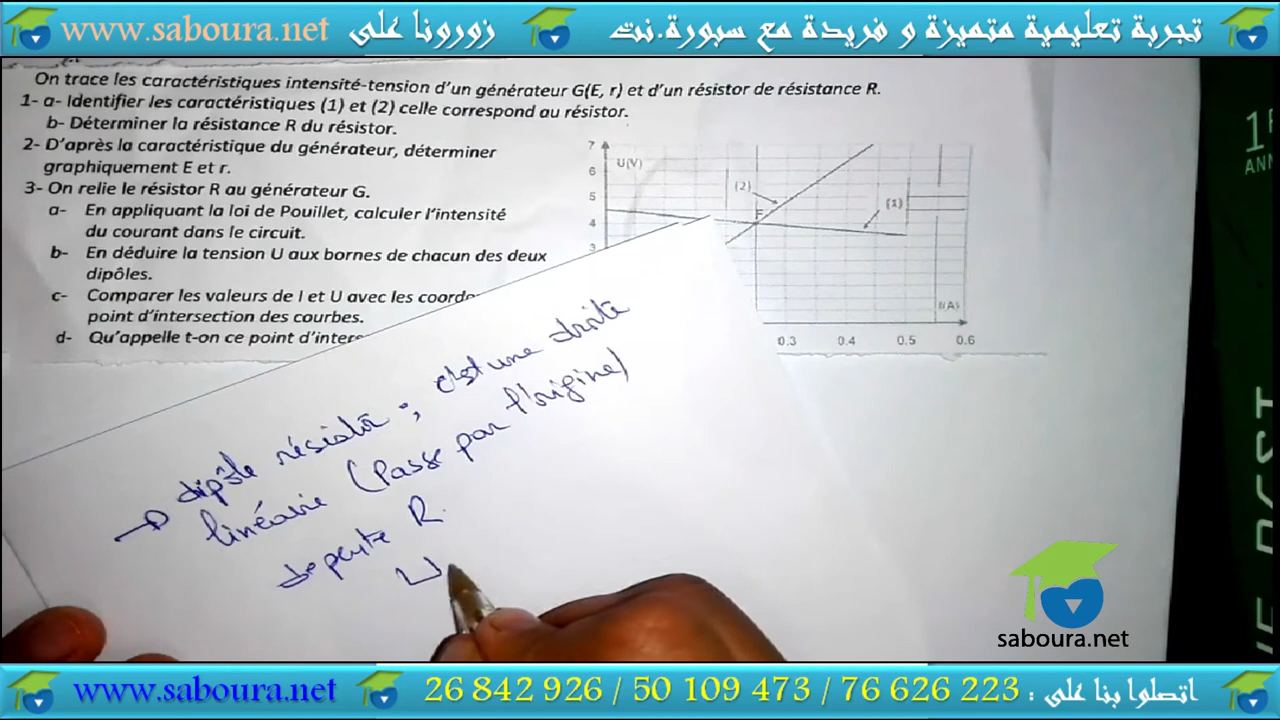 www.saboura.net زورونا على تجربة تعليمية متميزة و فريدة مع سبورة.نت
On trace les caractéristiques intensité-tension d'un générateur G(E, r) et d'un résistor de résistance R.
1- a- Identifier les caractéristiques (1) et (2) celle correspond au résistor.
b- Déterminer la résistance R du résistor.
2- D'après la caractéristique du générateur, déterminer
graphiquement E et r.
3- On relie le résistor R au générateur G.
a- En appliquant la loi de Pouillet, calculer l'intensité
du courant dans le circuit.
b- En déduire la tension U aux bornes de chacun des deux
dipôles.
c- Comparer les valeurs de I et U avec les
point d'intersection des courbes.
d- Qu'appelle t-on ce point
7
U(V)
6
5
4
3
(2)
(1)
I(A)
0.3 0.4 0.5 0.6
dipôle résistor : c'est une droite
linéaire (Passe par l'origine)
de pente R.
U
1
ANN
saboura.net
www.saboura.net 26 842 926 / 50 109 473 / 76 626 223 : اتصلوا بنا على